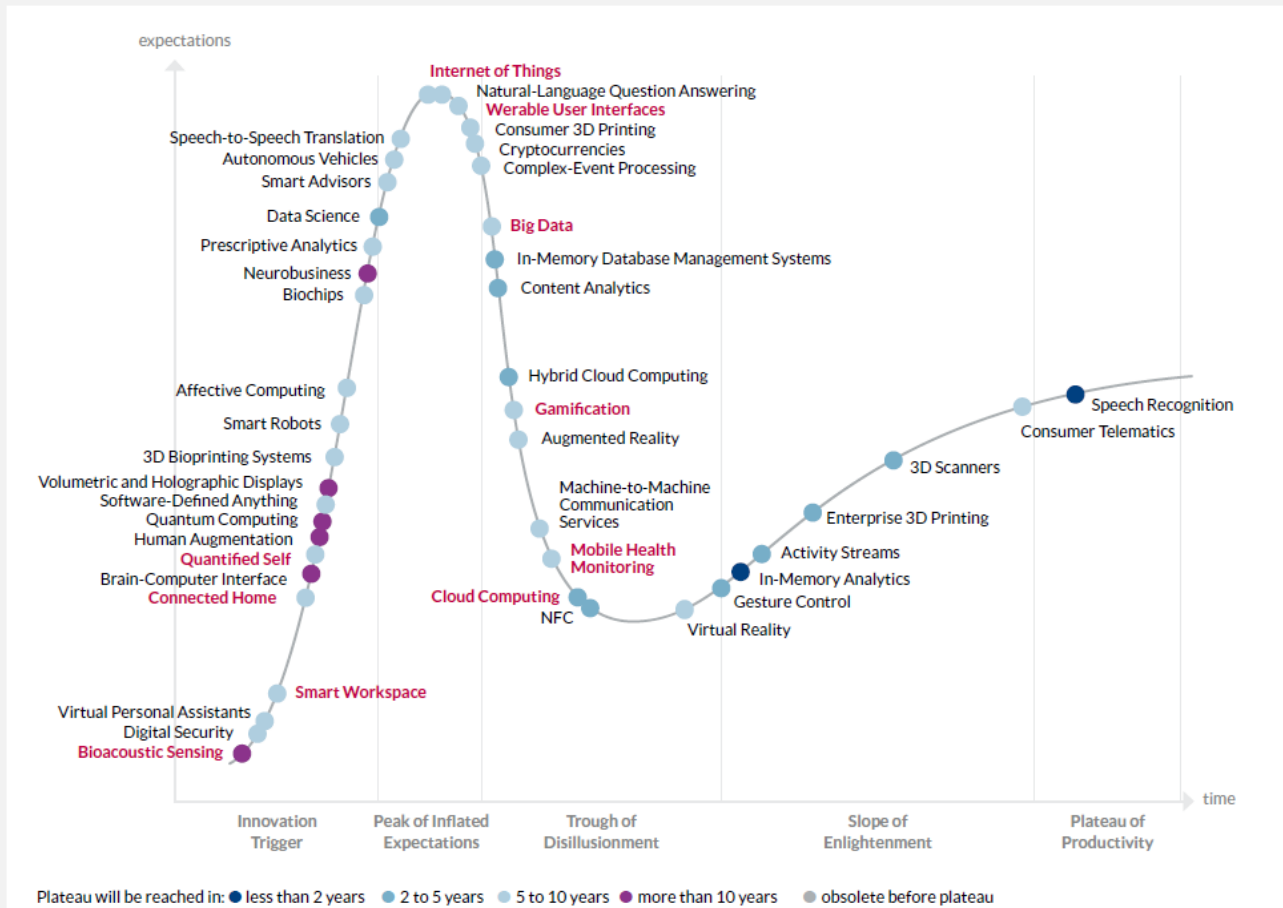 expectations
Internet of Things
Natural-Language Question Answering
Werable User Interfaces
Consumer 3D Printing
Cryptocurrencies
Complex-Event Processing
Speech-to-Speech Translation
Autonomous Vehicles
Smart Advisors
Data Science
Prescriptive Analytics
Neurobusiness
Biochips
Big Data
In-Memory Database Management Systems
Content Analytics
Affective Computing
Smart Robots
3D Bioprinting Systems
Volumetric and Holographic Displays
Software-Defined Anything
Quantum Computing
Human Augmentation
Quantified Self
Brain-Computer Interface
Connected Home
Hybrid Cloud Computing
Gamification
Augmented Reality
Machine-to-Machine
Communication
Services
Mobile Health
Monitoring
Cloud Computing
NFC
Virtual Reality
Gesture Control
In-Memory Analytics
Activity Streams
Enterprise 3D Printing
3D Scanners
Consumer Telematics
Speech Recognition
Smart Workspace
Virtual Personal Assistants
Digital Security
Bioacoustic Sensing
time
Innovation
Trigger
Peak of Inflated
Expectations
Trough of
Disillusionment
Slope of
Enlightenment
Plateau of
Productivity
Plateau will be reached in: less than 2 years 2 to 5 years 5 to 10 years more than 10 years obsolete before plateau